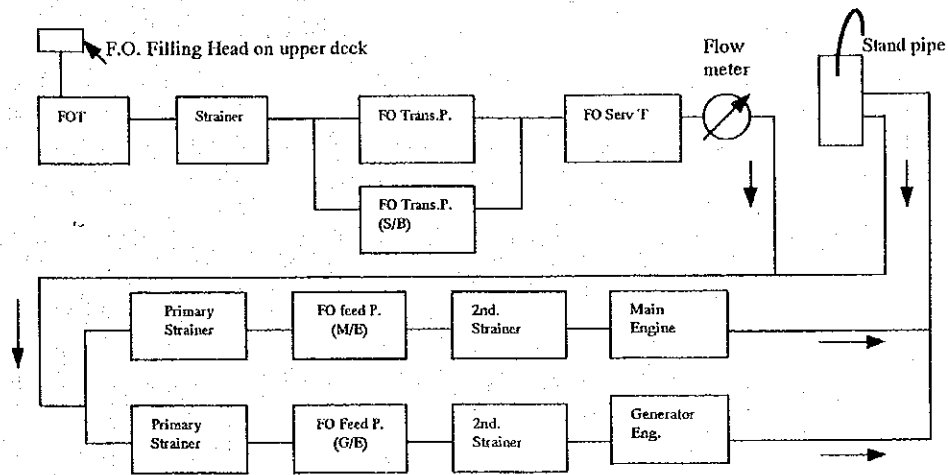 F.O. Filling Head on upper deck
Flow
meter
Stand pipe
FOT
Strainer
FO Trans.P.
FO Serv T
FO Trans.P.
(S/B)
Primary
Strainer
FO feed P.
(M/E)
2nd.
Strainer
Main
Engine
Primary
Strainer
FO Feed P.
(G/E)
2nd.
Strainer
Generator
Eng.